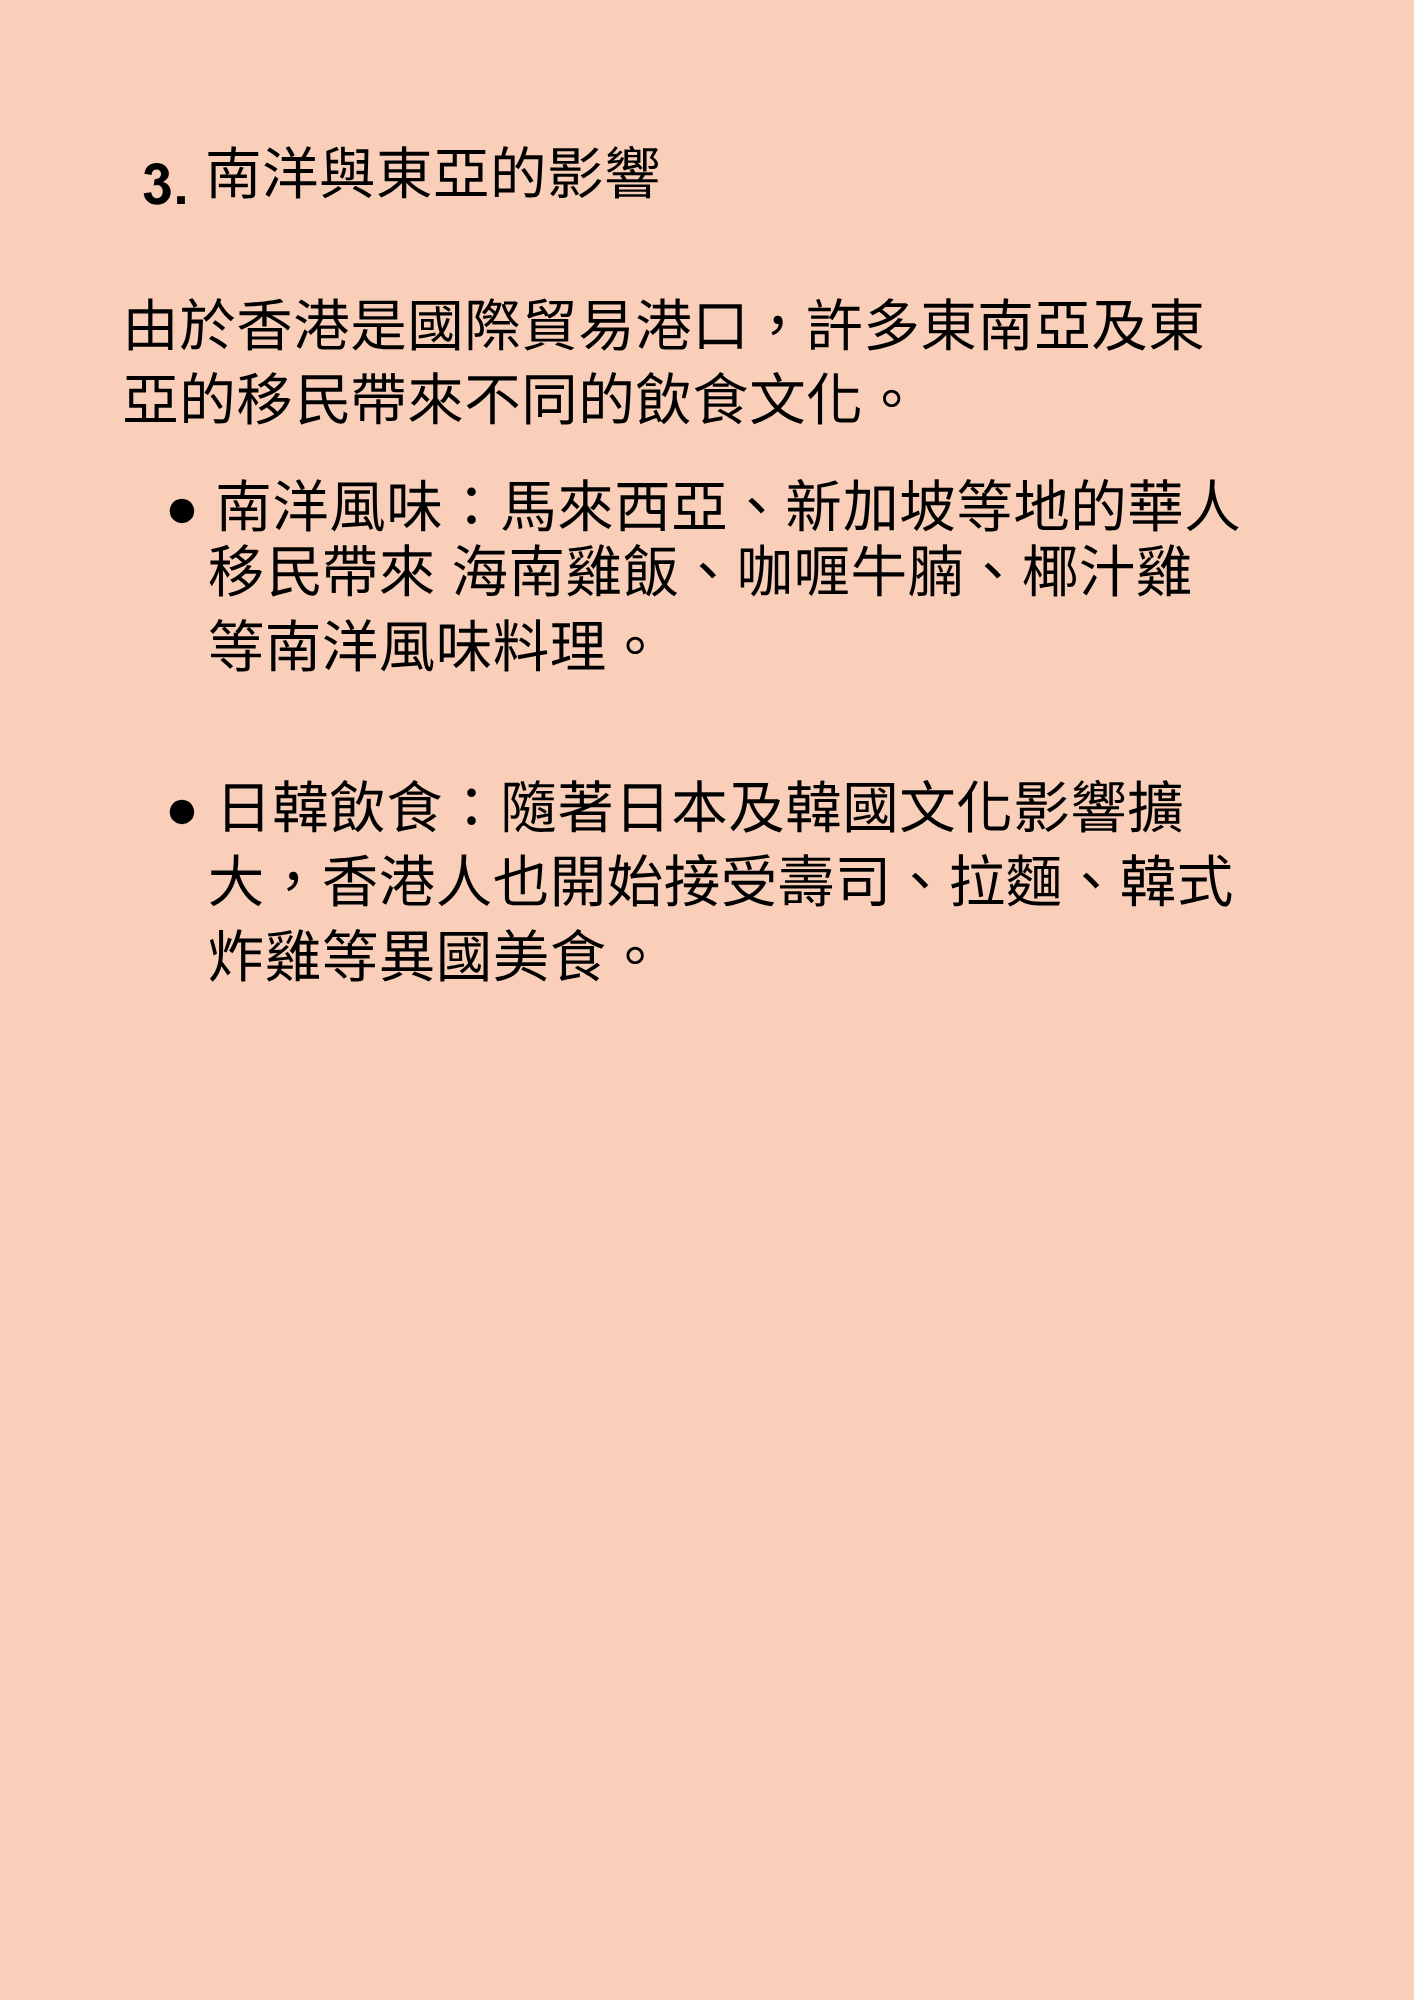 3. 南洋與東亞的影響
由於香港是國際貿易港口，許多東南亞及東
亞的移民帶來不同的飲食文化。
● 南洋風味：馬來西亞、新加坡等地的華人
移民帶來 海南雞飯、咖喱牛腩、椰汁雞
等南洋風味料理。
● 日韓飲食：隨著日本及韓國文化影響擴
大，香港人也開始接受壽司、拉麵、韓式
炸雞等異國美食。